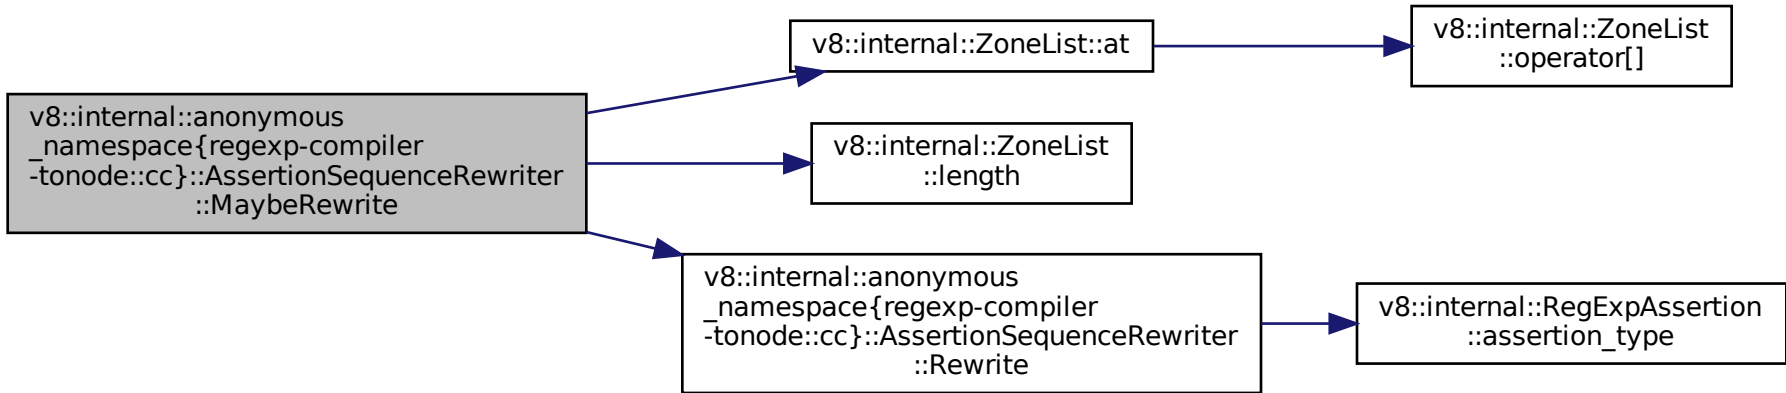 v8::internal::anonymous
_namespace{regexp-compiler
-tonode::cc}::AssertionSequenceRewriter
::MaybeRewrite
v8::internal::ZoneList::at
v8::internal::ZoneList
::operator[]
v8::internal::ZoneList
::length
v8::internal::anonymous
_namespace{regexp-compiler
-tonode::cc}::AssertionSequenceRewriter
::Rewrite
v8::internal::RegExpAssertion
::assertion_type